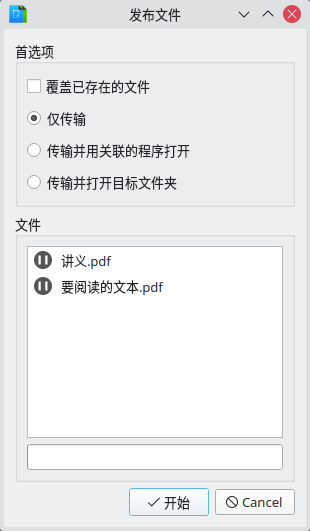 发布文件
首选项
覆盖已存在的文件
仅传输
传输并用关联的程序打开
传输并打开目标文件夹
文件
讲义.pdf
要阅读的文本.pdf
开始
Cancel